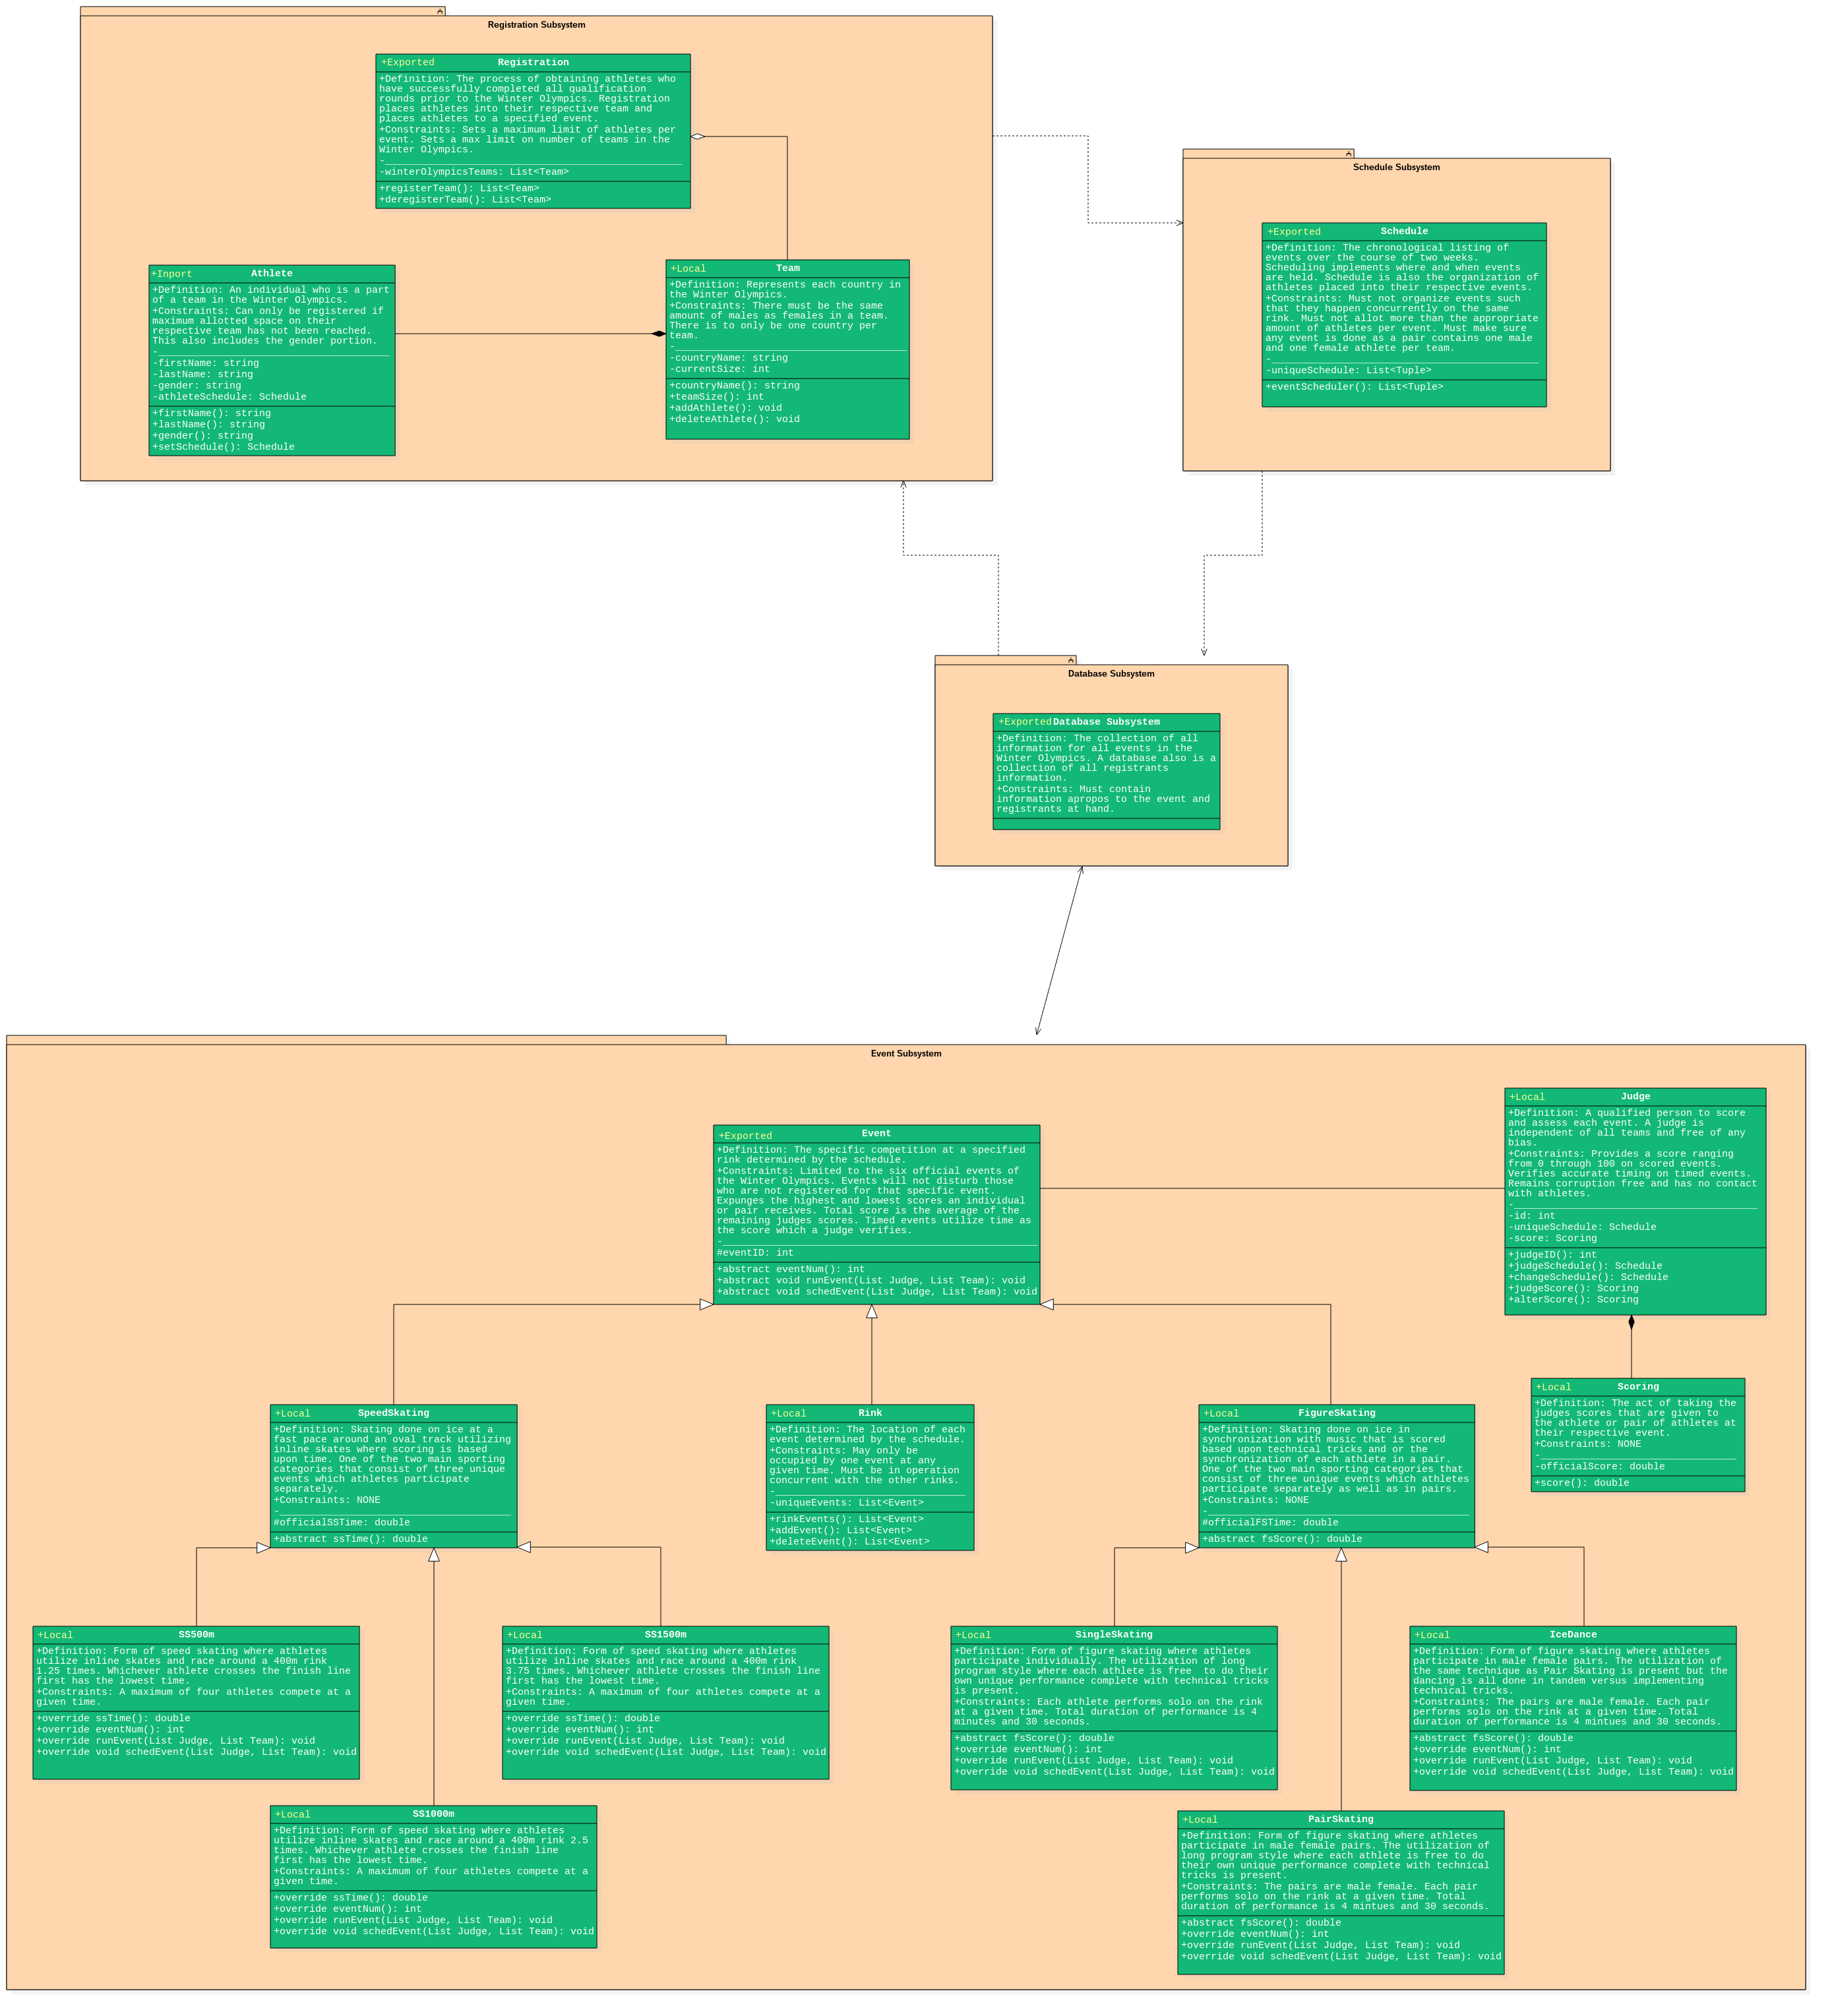 Registration Subsystem
+Exported Registration
+Definition: The process of obtaining athletes who
have successfully completed all qualification
rounds prior to the Winter Olympics. Registration
places athletes into their respective team and
places athletes to a specified event.
+Constraints: Sets a maximum limit of athletes per
event. Sets a max limit on number of teams in the
Winter Olympics.
-__________________________________________________
-winterOlympicsTeams: List<Team>
+registerTeam(): List<Team>
+deregisterTeam(): List<Team>
+Inport Athlete
+Definition: An individual who is a part
of a team in the Winter Olympics.
+Constraints: Can only be registered if
maximum allotted space on their
respective team has not been reached.
This also includes the gender portion.
-_______________________________________
-firstName: string
-lastName: string
-gender: string
-athleteSchedule: Schedule
+firstName(): string
+lastName(): string
+gender(): string
+setSchedule(): Schedule
+Local Team
+Definition: Represents each country in
the Winter Olympics.
+Constraints: There must be the same
amount of males as females in a team.
There is to only be one country per
team.
-_______________________________________
-countryName: string
-currentSize: int
+countryName(): string
+teamSize(): int
+addAthlete(): void
+deleteAthlete(): void
Schedule Subsystem
+Exported Schedule
+Definition: The chronological listing of
events over the course of two weeks.
Scheduling implements where and when events
are held. Schedule is also the organization of
athletes placed into their respective events.
+Constraints: Must not organize events such
that they happen concurrently on the same
rink. Must not allot more than the appropriate
amount of athletes per event. Must make sure
any event is done as a pair contains one male
and one female athlete per team.
-_____________________________________________
-uniqueSchedule: List<Tuple>
+eventScheduler(): List<Tuple>
Database Subsystem
+Exported Database Subsystem
+Definition: The collection of all
information for all events in the
Winter Olympics. A database also is a
collection of all registrants
information.
+Constraints: Must contain
information apropos to the event and
registrants at hand.
Event Subsystem
+Exported Event
+Definition: The specific competition at a specified
rink determined by the schedule.
+Constraints: Limited to the six official events of
the Winter Olympics. Events will not disturb those
who are not registered for that specific event.
Expunges the highest and lowest scores an individual
or pair receives. Total score is the average of the
remaining judges scores. Timed events utilize time as
the score which a judge verifies.
-_____________________________________________________
#eventID: int
+abstract eventNum(): int
+abstract void runEvent(List Judge, List Team): void
+abstract void schedEvent(List Judge, List Team): void
+Local Judge
+Definition: A qualified person to score
and assess each event. A judge is
independent of all teams and free of any
bias.
+Constraints: Provides a score ranging
from 0 through 100 on scored events.
Verifies accurate timing on timed events.
Remains corruption free and has no contact
with athletes.
-_________________________________________
-id: int
-uniqueSchedule: Schedule
-score: Scoring
+judgeID(): int
+judgeSchedule(): Schedule
+changeSchedule(): Schedule
+judgeScore(): Scoring
+alterScore(): Scoring
+Local Scoring
+Definition: The act of taking the
judges scores that are given to
the athlete or pair of athletes at
their respective event.
+Constraints: NONE
-__________________________________
-officialScore: double
+score(): double
+Local SpeedSkating
+Definition: Skating done on ice at a
fast pace around an oval track utilizing
inline skates where scoring is based
upon time. One of the two main sporting
categories that consist of three unique
events which athletes participate
separately.
+Constraints: NONE
-_______________________________________
#officialSSTime: double
+abstract ssTime(): double
+Local Rink
+Definition: The location of each
event determined by the schedule.
+Constraints: May only be
occupied by one event at any
given time. Must be in operation
concurrent with the other rinks.
-________________________________
-uniqueEvents: List<Event>
+rinkEvents(): List<Event>
+addEvent(): List<Event>
+deleteEvent(): List<Event>
+Local FigureSkating
+Definition: Skating done on ice in
synchronization with music that is scored
based upon technical tricks and or the
synchronization of each athlete in a pair.
One of the two main sporting categories that
consist of three unique events which athletes
participate separately as well as in pairs.
+Constraints: NONE
-____________________________________________
#officialFSTime: double
+abstract fsScore(): double
+Local SS500m
+Definition: Form of speed skating where athletes
utilize inline skates and race around a 400m rink
1.25 times. Whichever athlete crosses the finish line
first has the lowest time.
+Constraints: A maximum of four athletes compete at a
given time.
+override ssTime(): double
+override eventNum(): int
+override runEvent(List Judge, List Team): void
+override void schedEvent(List Judge, List Team): void
+Local SS1500m
+Definition: Form of speed skating where athletes
utilize inline skates and race around a 400m rink
3.75 times. Whichever athlete crosses the finish line
first has the lowest time.
+Constraints: A maximum of four athletes compete at a
given time.
+override ssTime(): double
+override eventNum(): int
+override runEvent(List Judge, List Team): void
+override void schedEvent(List Judge, List Team): void
+Local SingleSkating
+Definition: Form of figure skating where athletes
participate individually. The utilization of long
program style where each athlete is free  to do their
own unique performance complete with technical tricks
is present.
+Constraints: Each athlete performs solo on the rink
at a given time. Total duration of performance is 4
minutes and 30 seconds.
+abstract fsScore(): double
+override eventNum(): int
+override runEvent(List Judge, List Team): void
+override void schedEvent(List Judge, List Team): void
+Local IceDance
+Definition: Form of figure skating where athletes
participate in male female pairs. The utilization of
the same technique as Pair Skating is present but the
dancing is all done in tandem versus implementing
technical tricks.
+Constraints: The pairs are male female. Each pair
performs solo on the rink at a given time. Total
duration of performance is 4 mintues and 30 seconds.
+abstract fsScore(): double
+override eventNum(): int
+override runEvent(List Judge, List Team): void
+override void schedEvent(List Judge, List Team): void
+Local SS1000m
+Definition: Form of speed skating where athletes
utilize inline skates and race around a 400m rink 2.5
times. Whichever athlete crosses the finish line
first has the lowest time.
+Constraints: A maximum of four athletes compete at a
given time.
+override ssTime(): double
+override eventNum(): int
+override runEvent(List Judge, List Team): void
+override void schedEvent(List Judge, List Team): void
+Local PairSkating
+Definition: Form of figure skating where athletes
participate in male female pairs. The utilization of
long program style where each athlete is free to do
their own unique performance complete with technical
tricks is present.
+Constraints: The pairs are male female. Each pair
performs solo on the rink at a given time. Total
duration of performance is 4 mintues and 30 seconds.
+abstract fsScore(): double
+override eventNum(): int
+override runEvent(List Judge, List Team): void
+override void schedEvent(List Judge, List Team): void